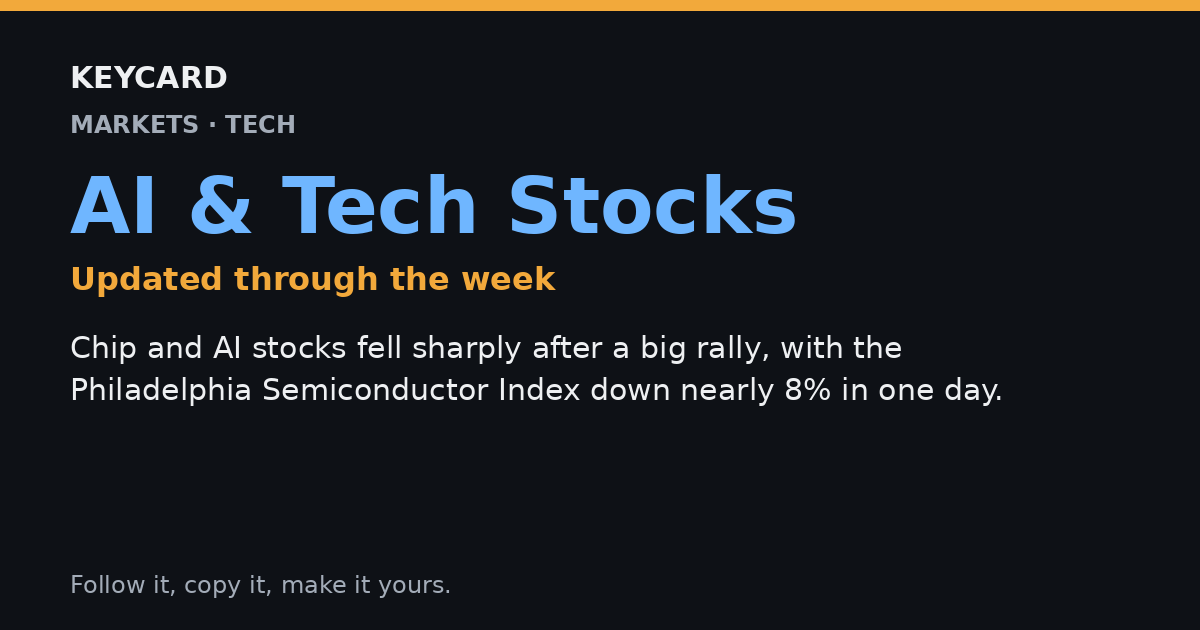 KEYCARD
MARKETS · TECH
AI & Tech Stocks
Updated through the week
Chip and AI stocks fell sharply after a big rally, with the
Philadelphia Semiconductor Index down nearly 8% in one day.
Follow it, copy it, make it yours.